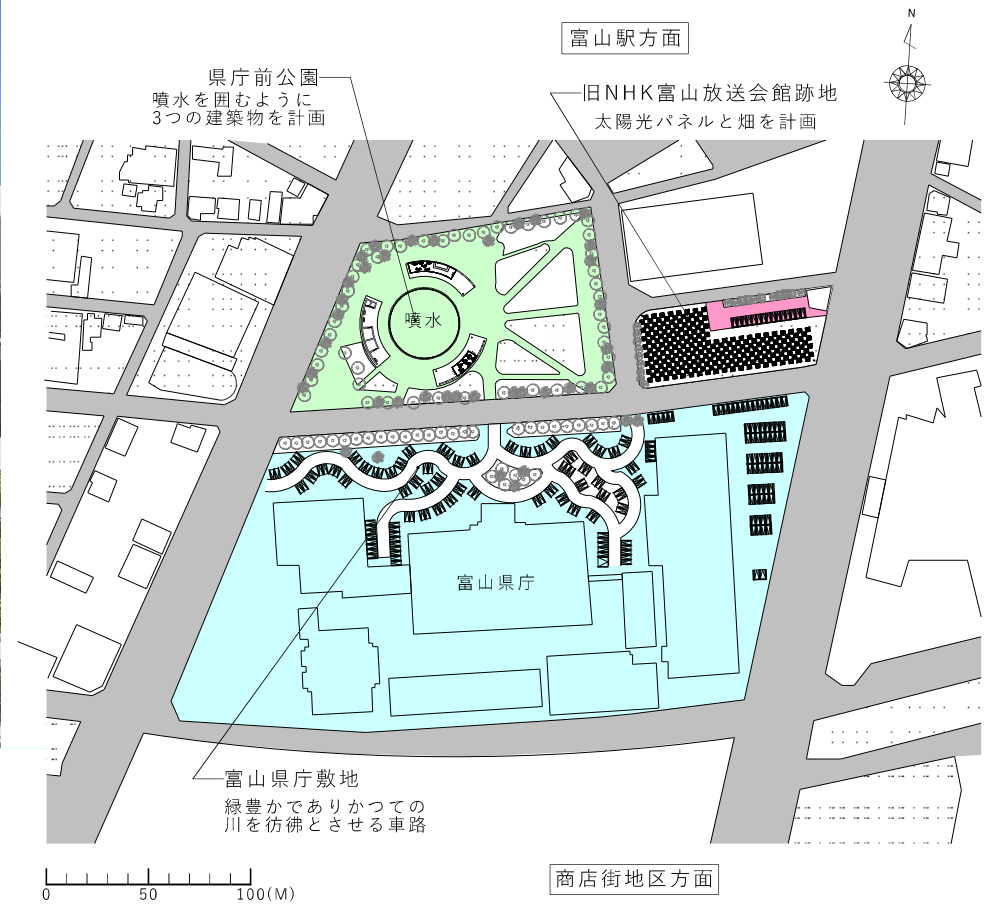 N
富山駅方面
県庁前公園
噴水を囲むように
3つの建築物を計画
旧NHK富山放送会館跡地
太陽光パネルと畑を計画
噴水
富山県庁
富山県庁敷地
緑豊かでありかつての
川を彷彿とさせる車路
商店街地区方面
0 50 100(M)